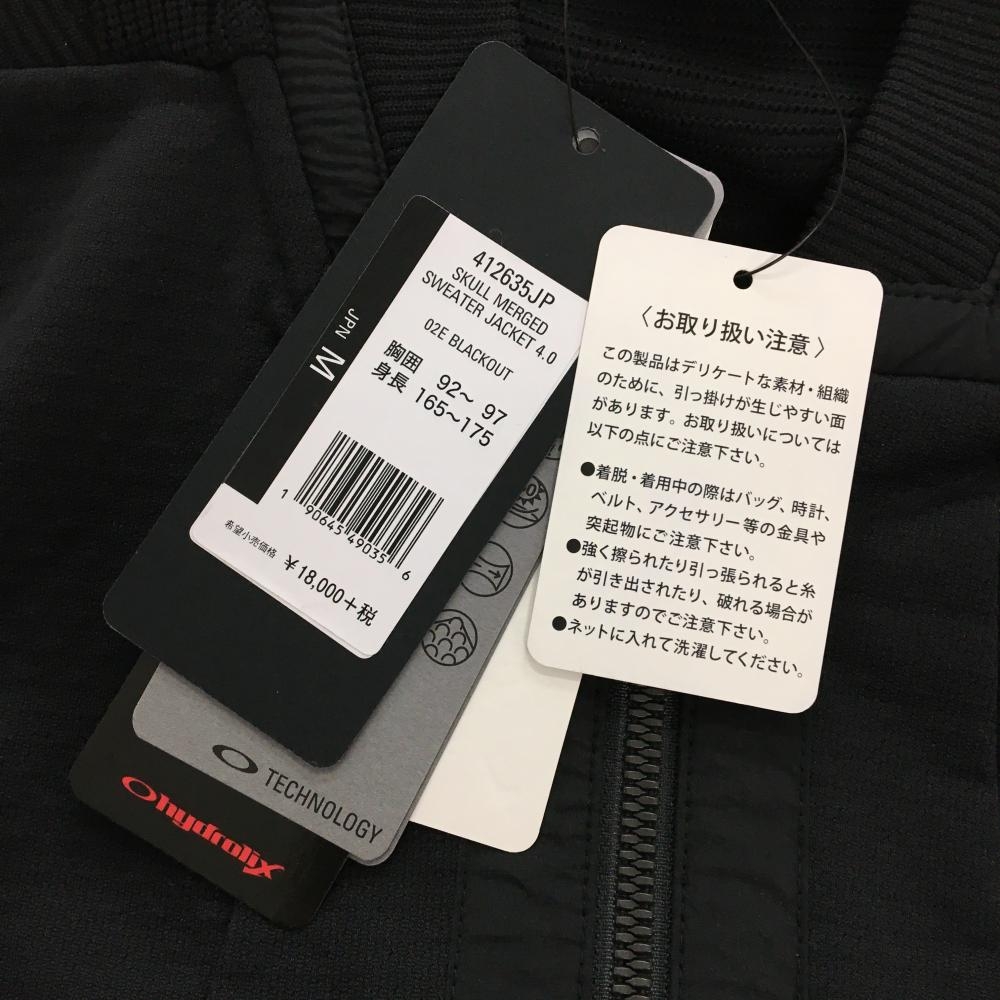 412635JP
SKULL MERGED
SWEATER JACKET 4.0
02E BLACKOUT
JPN M
胸囲 92～ 97
身長 165～175
1 90645 49035 6
希望小売価格 ¥18,000+税
TECHNOLOGY
hydrolix
〈お取り扱い注意〉
この製品はデリケートな素材・組織
のために、引っ掛けが生じやすい面
があります。お取り扱いについては
以下の点にご注意下さい。
●着脱・着用中の際はバッグ、時計、
ベルト、アクセサリー等の金具や
突起物にご注意下さい。
●強く擦られたり引っ張られると糸
が引き出されたり、破れる場合が
ありますのでご注意下さい。
●ネットに入れて洗濯してください。